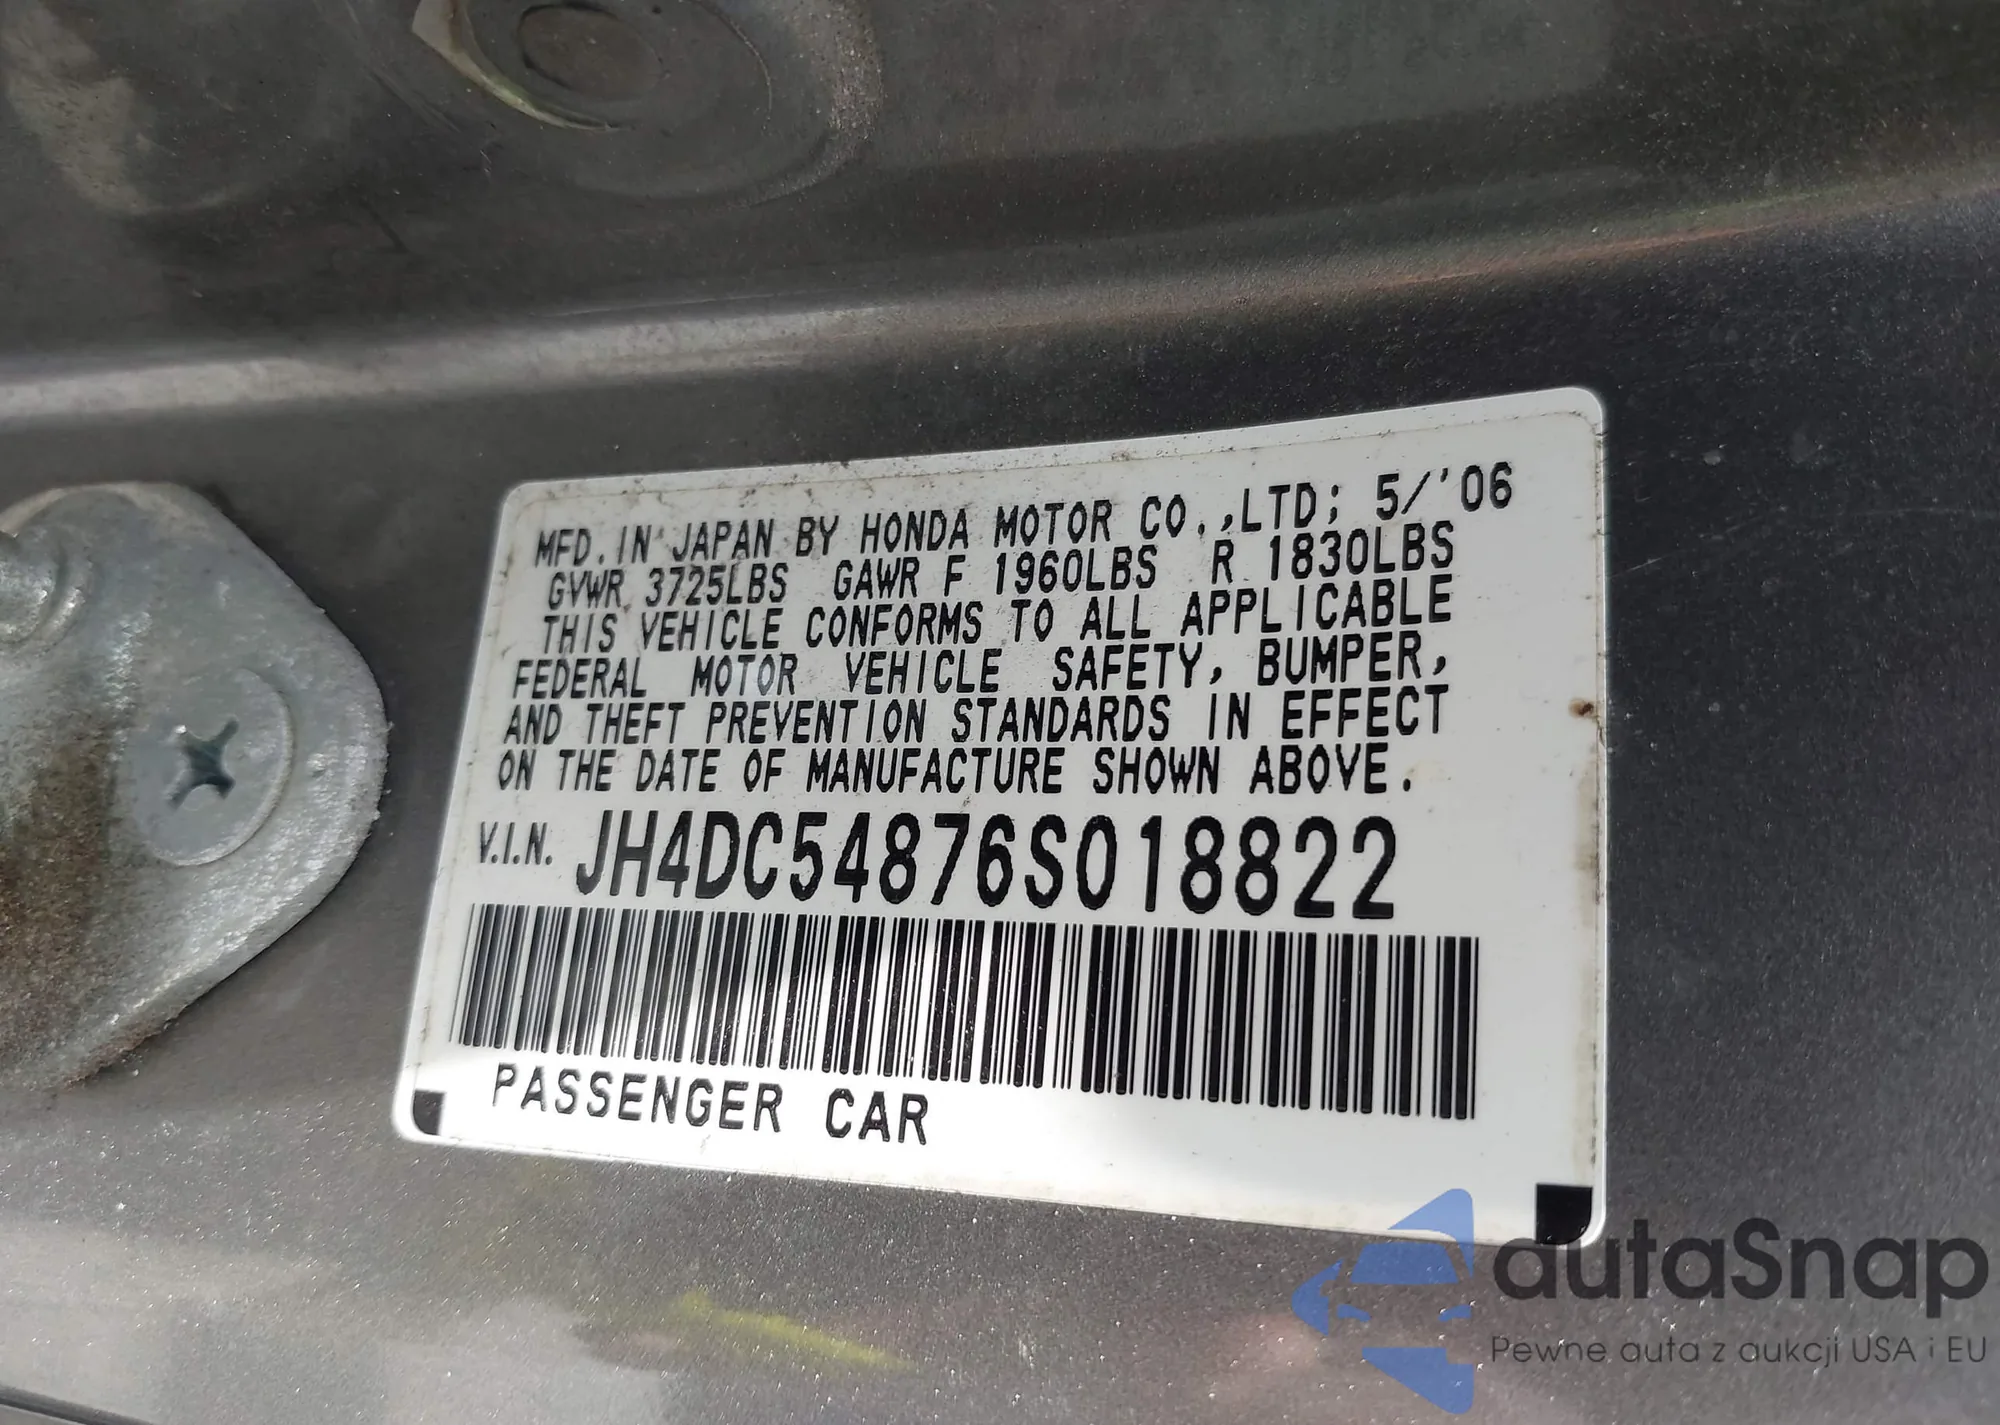 MFD. IN JAPAN BY HONDA MOTOR CO.,LTD; 5/'06
GVWR 3725LBS GAWR F 1960LBS R 1830LBS
THIS VEHICLE CONFORMS TO ALL APPLICABLE
FEDERAL MOTOR VEHICLE SAFETY, BUMPER,
AND THEFT PREVENTION STANDARDS IN EFFECT
ON THE DATE OF MANUFACTURE SHOWN ABOVE.
V.I.N. JH4DC54876S018822
PASSENGER CAR
autaSnap
Pewne auta z aukcji USA i EU